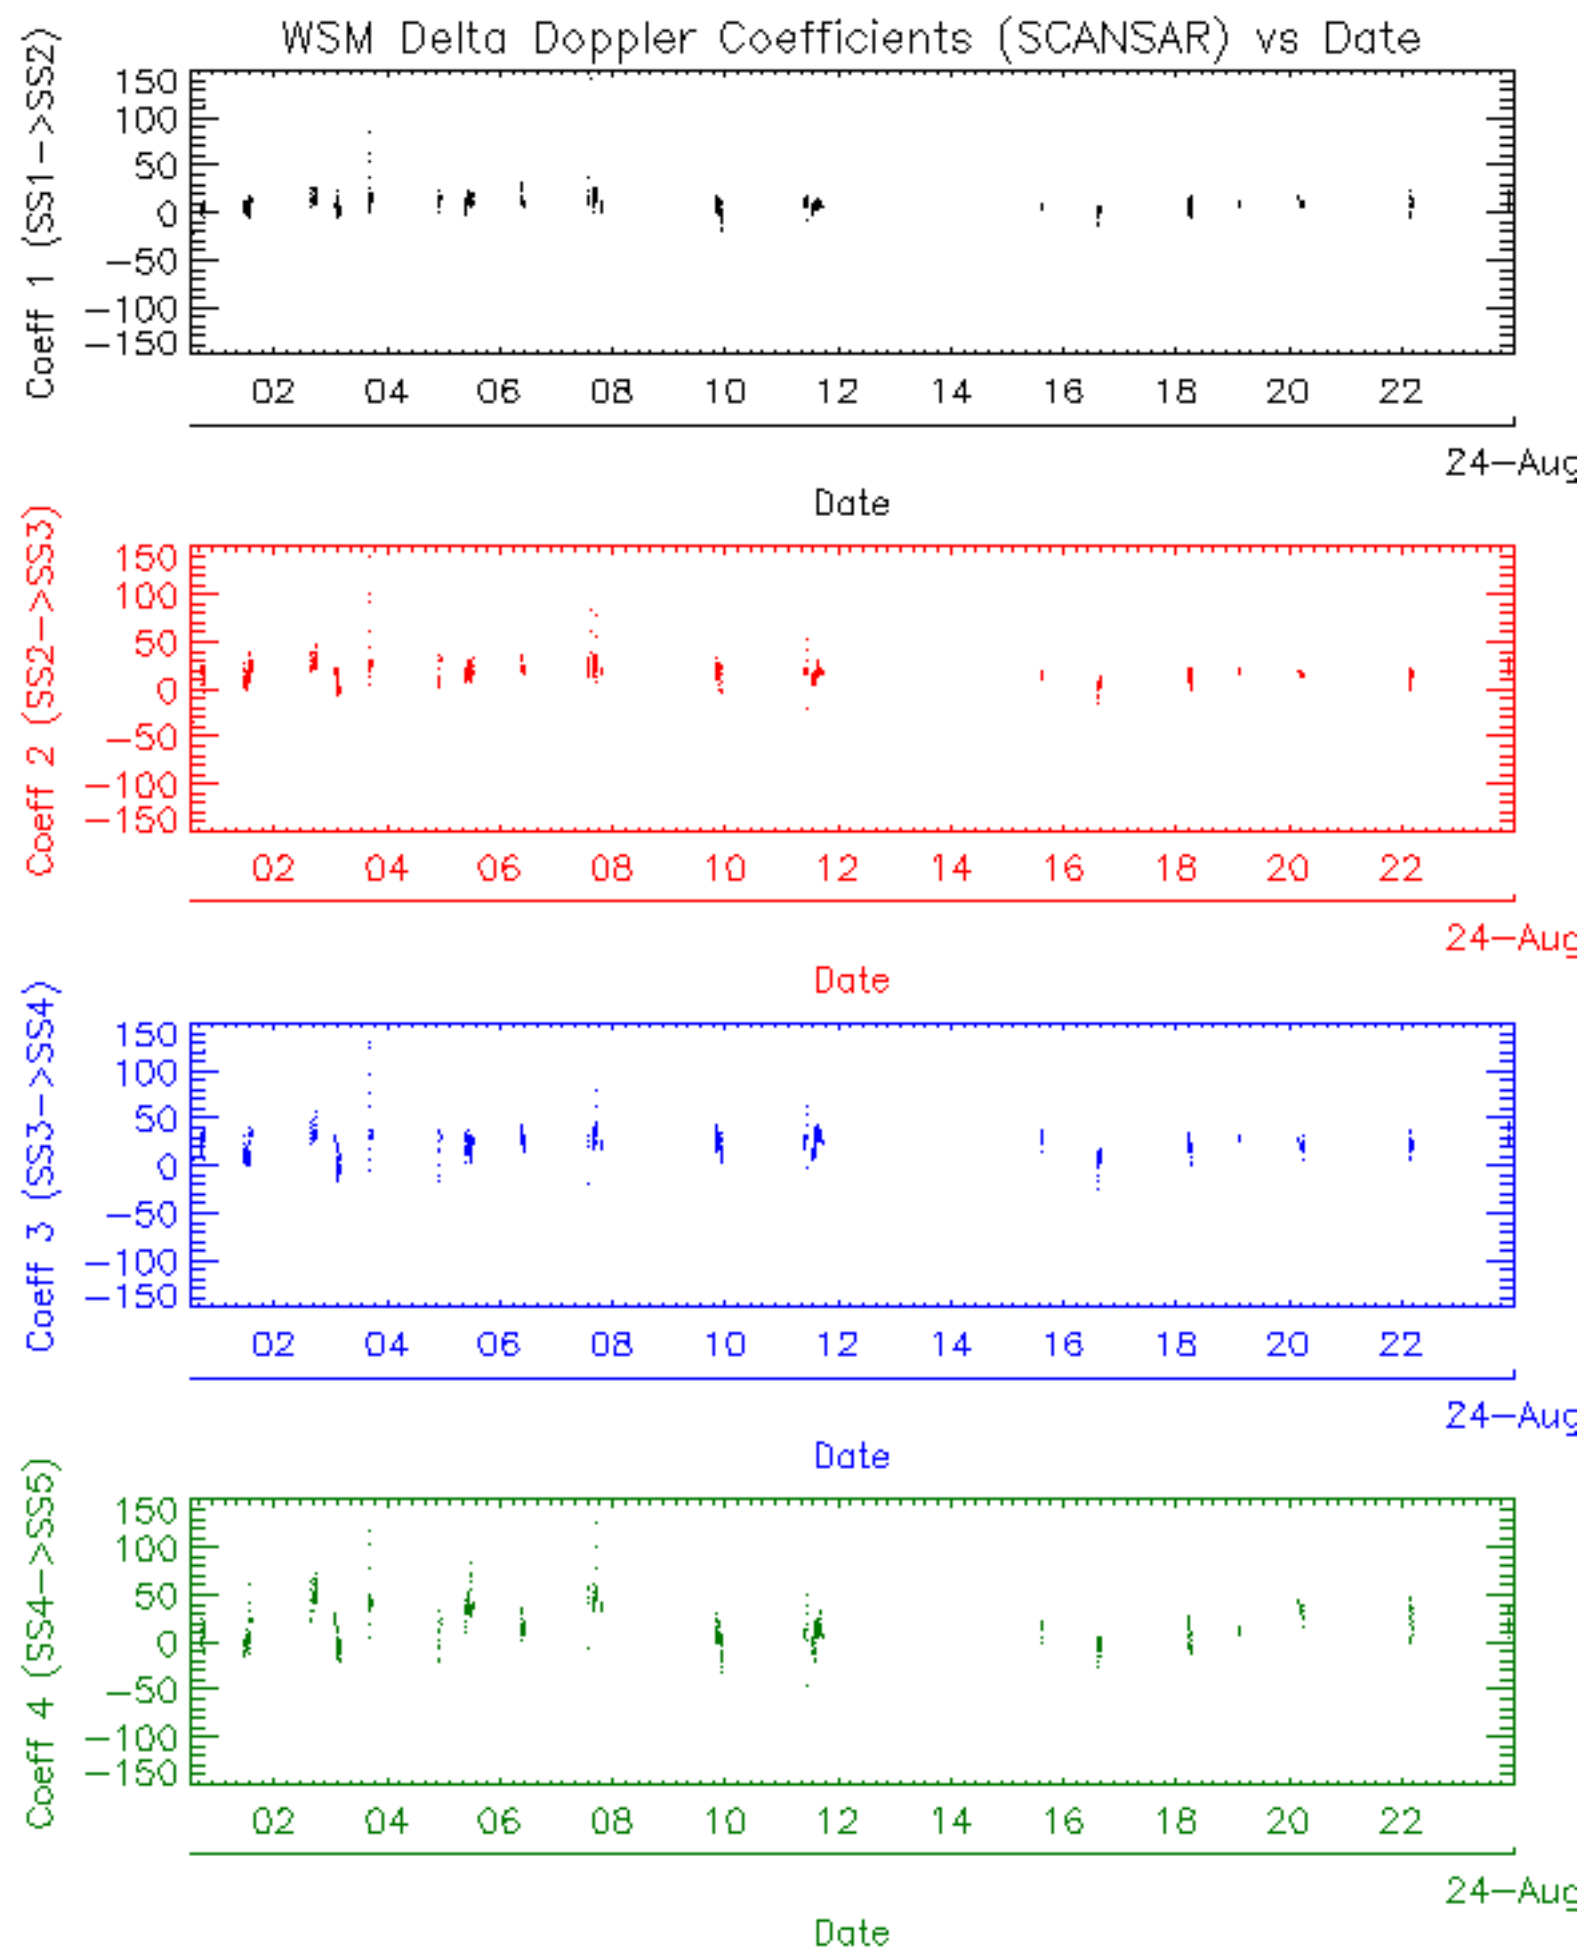 WSM Delta Doppler Coefficients (SCANSAR) vs Date
Coeff 1 (SS1->SS2)
150
100
50
0
-50
-100
-150
02 04 06 08 10 12 14 16 18 20 22
24-Aug
Date
Coeff 2 (SS2->SS3)
150
100
50
0
-50
-100
-150
02 04 06 08 10 12 14 16 18 20 22
24-Aug
Date
Coeff 3 (SS3->SS4)
150
100
50
0
-50
-100
-150
02 04 06 08 10 12 14 16 18 20 22
24-Aug
Date
Coeff 4 (SS4->SS5)
150
100
50
0
-50
-100
-150
02 04 06 08 10 12 14 16 18 20 22
24-Aug
Date